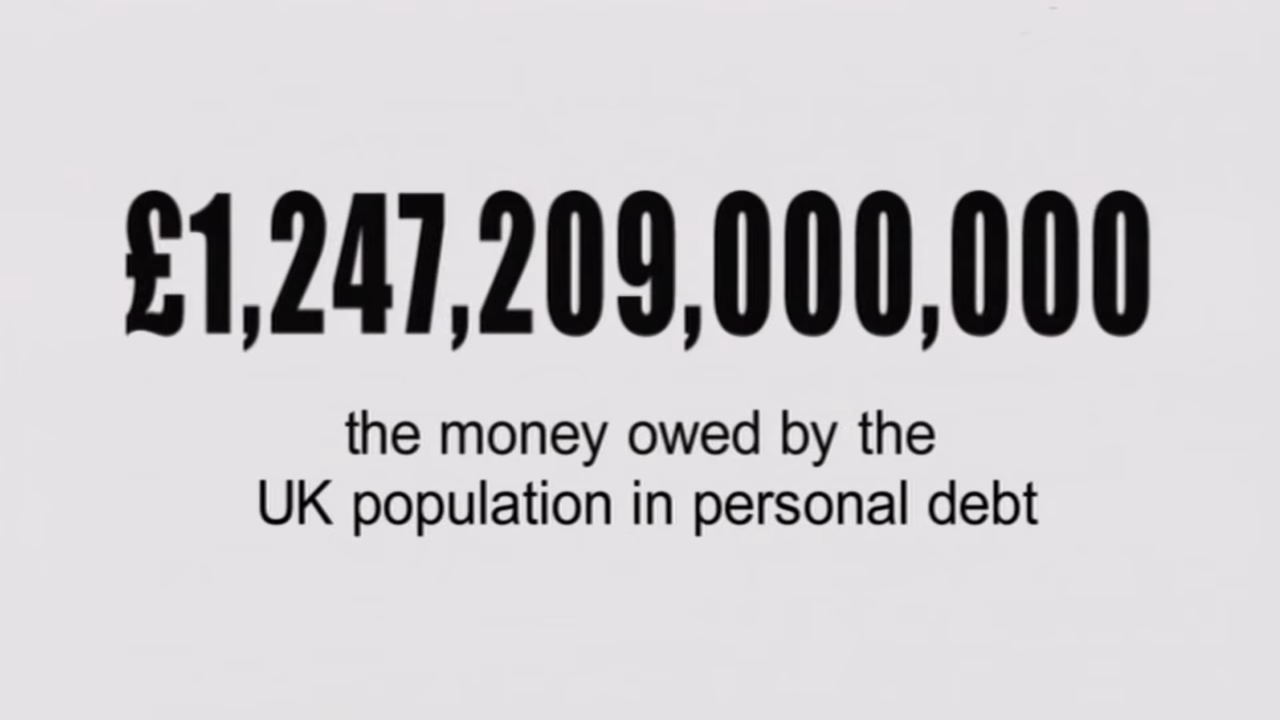 £1,247,209,000,000
the money owed by the
UK population in personal debt